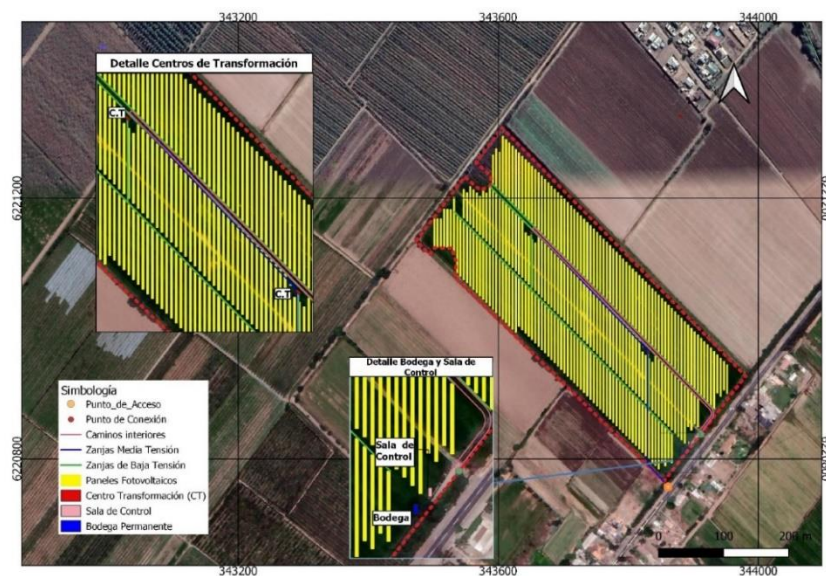 343200
343600
344000
Detalle Centros de Transformación
C.T
C.T
6221200
Detalle Bodega y Sala de
Control
Sala de
Control
Bodega
Simbología
Punto_de_Acceso
Punto de Conexión
Caminos interiores
Zanjas Media Tensión
Zanjas de Baja Tensión
Paneles Fotovoltaicos
Centro Transformación (CT)
Sala de Control
Bodega Permanente
6220800
6220800
0
100
200 m
343200
343600
344000